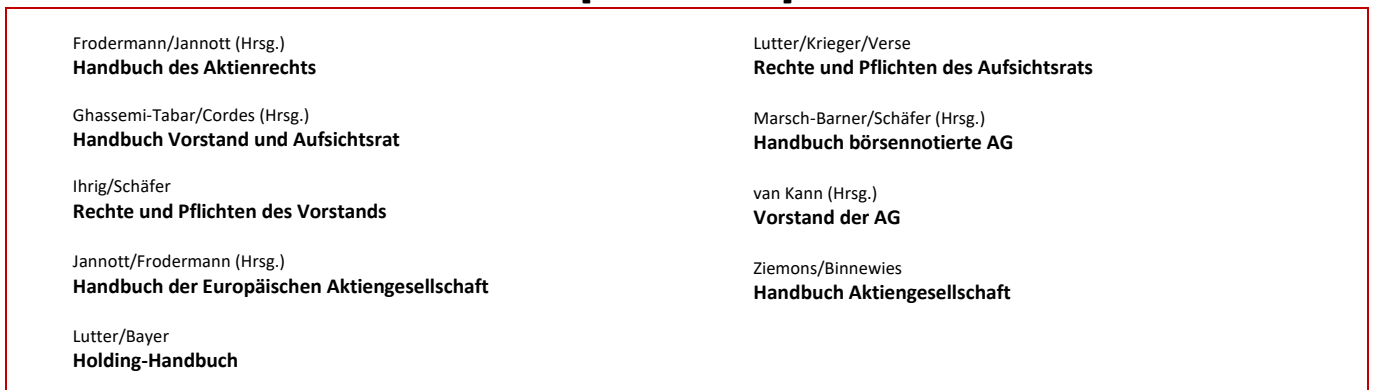 Frodermann/Jannott (Hrsg.)
Handbuch des Aktienrechts
Ghassemi-Tabar/Cordes (Hrsg.)
Handbuch Vorstand und Aufsichtsrat
Ihrig/Schäfer
Rechte und Pflichten des Vorstands
Jannott/Frodermann (Hrsg.)
Handbuch der Europäischen Aktiengesellschaft
Lutter/Bayer
Holding-Handbuch
Lutter/Krieger/Verse
Rechte und Pflichten des Aufsichtsrats
Marsch-Barner/Schäfer (Hrsg.)
Handbuch börsennotierte AG
van Kann (Hrsg.)
Vorstand der AG
Ziemons/Binnewies
Handbuch Aktiengesellschaft